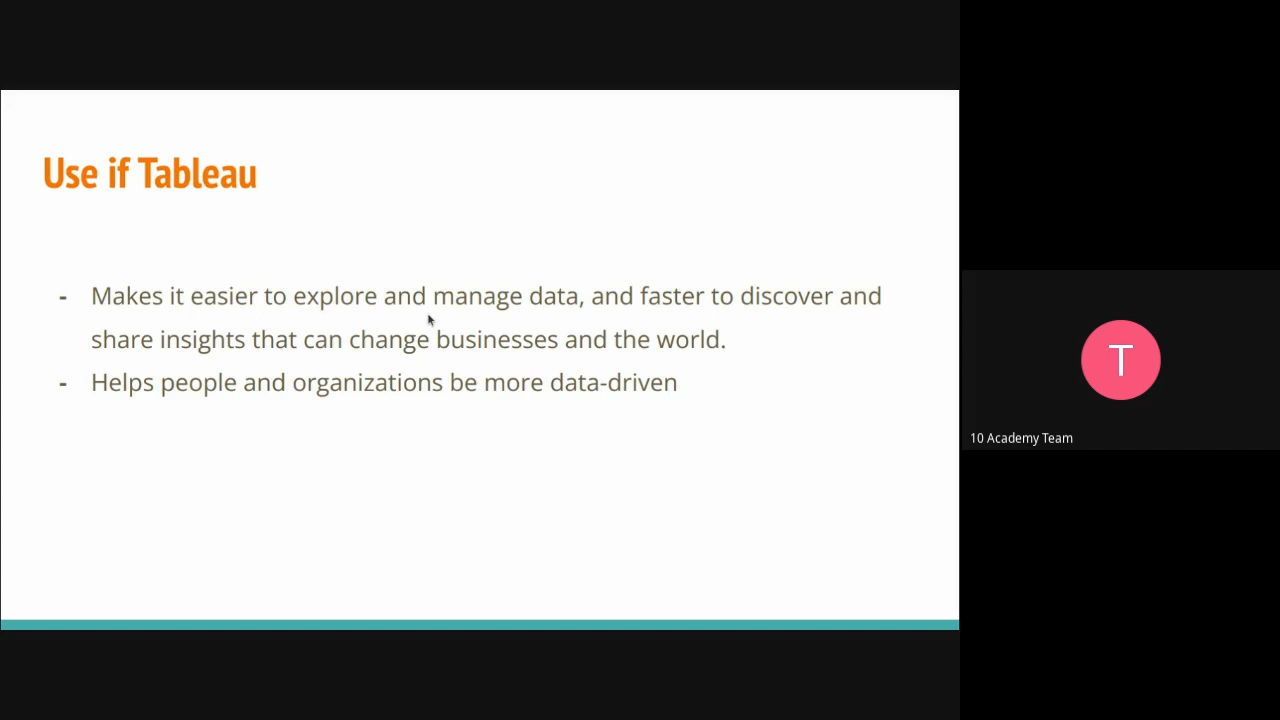 Use if Tableau
- Makes it easier to explore and manage data, and faster to discover and
share insights that can change businesses and the world.
- Helps people and organizations be more data-driven
T
10 Academy Team